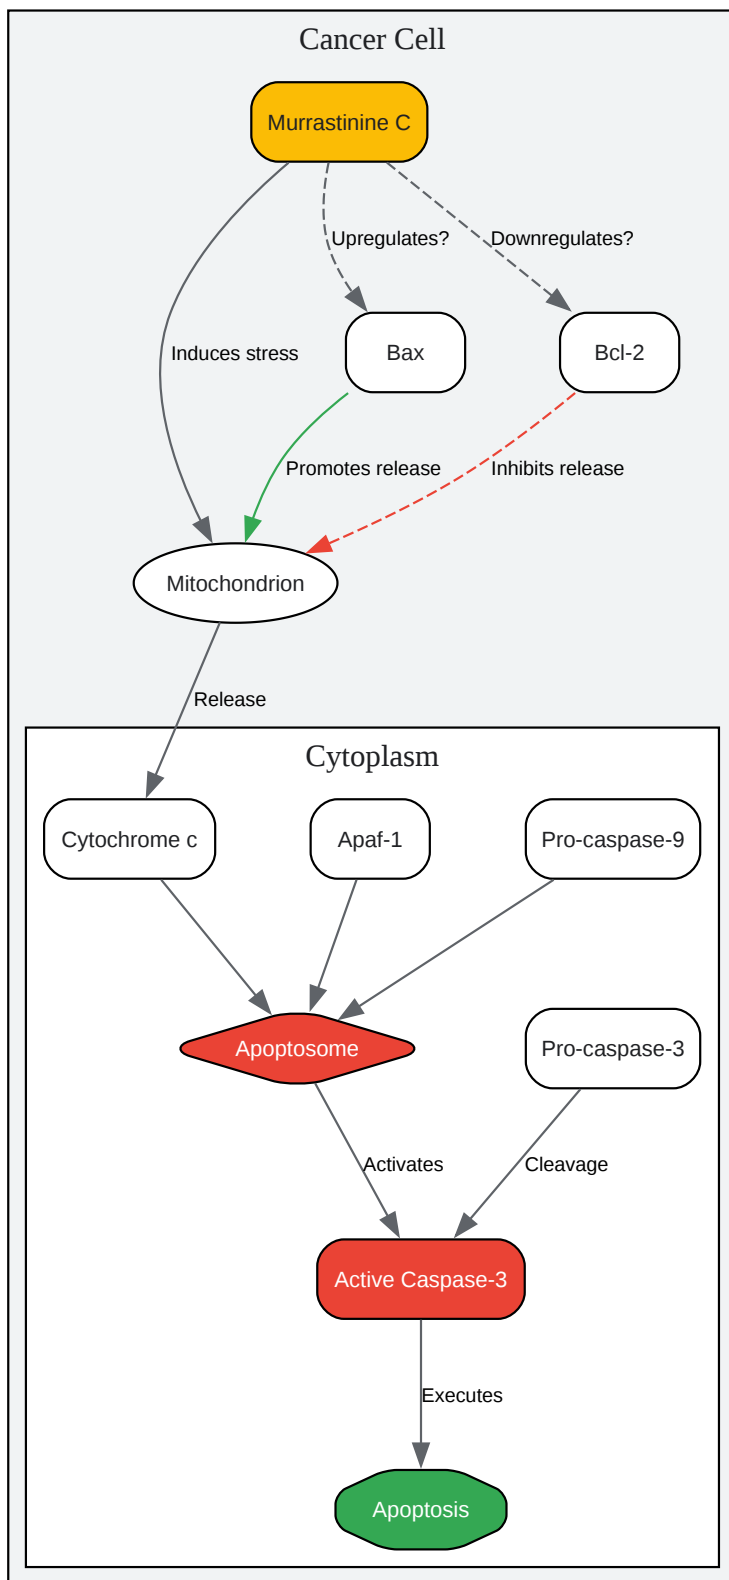 Cancer Cell
Murrastinine C
Upregulates?
Downregulates?
Induces stress
Bax
Bcl-2
Promotes release
Inhibits release
Mitochondrion
Release
Cytoplasm
Cytochrome c
Apaf-1
Pro-caspase-9
Apoptosome
Pro-caspase-3
Activates
Cleavage
Active Caspase-3
Executes
Apoptosis